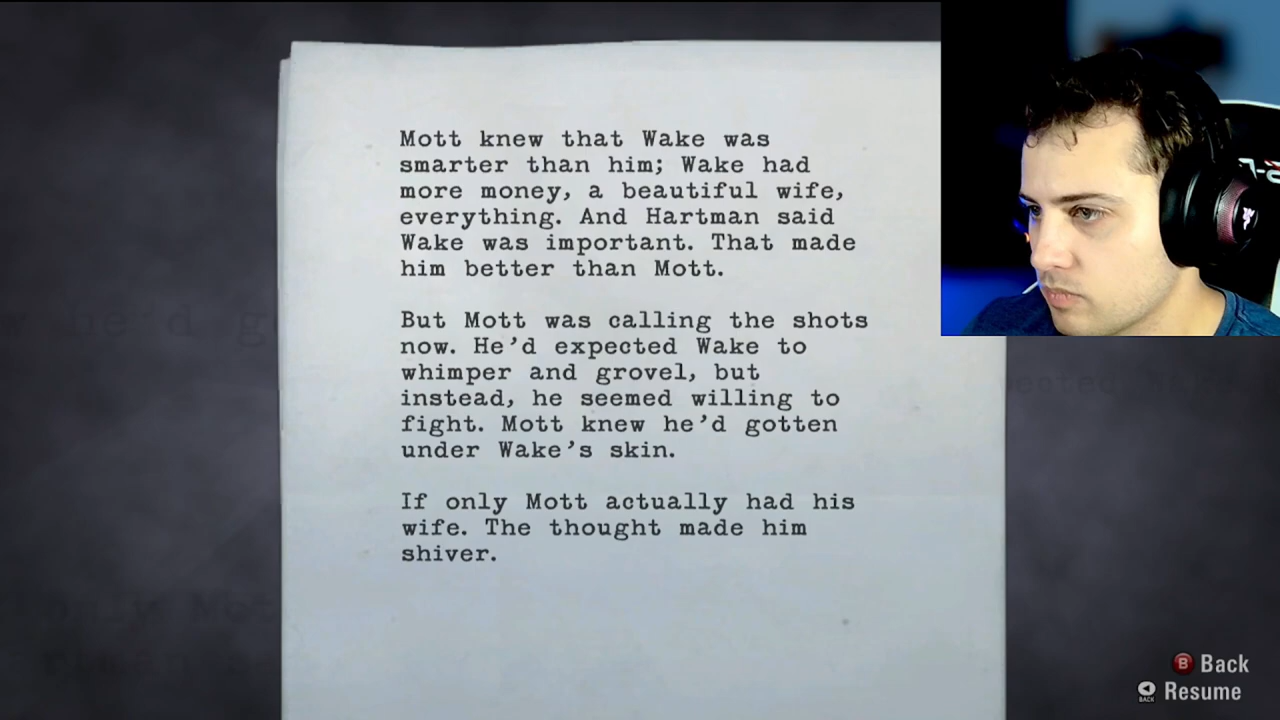 Mott knew that Wake was
smarter than him; Wake had
more money, a beautiful wife,
everything. And Hartman said
Wake was important. That made
him better than Mott.
But Mott was calling the shots
now. He’d expected Wake to
whimper and grovel, but
instead, he seemed willing to
fight. Mott knew he’d gotten
under Wake’s skin.
If only Mott actually had his
wife. The thought made him
shiver.
B Back
BACK Resume